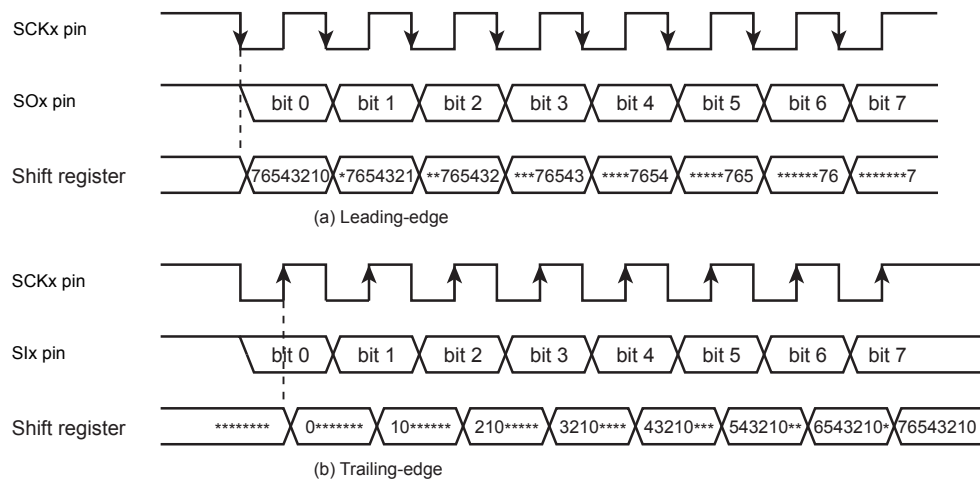 SCKx pin
SOx pin bit 0 bit 1 bit 2 bit 3 bit 4 bit 5 bit 6 bit 7
Shift register 76543210 *7654321 **765432 ***76543 ****7654 *****765 ******76 *******7
(a) Leading-edge
SCKx pin
SIx pin bit 0 bit 1 bit 2 bit 3 bit 4 bit 5 bit 6 bit 7
Shift register ******** 0******* 10****** 210***** 3210**** 43210*** 543210** 6543210* 76543210
(b) Trailing-edge